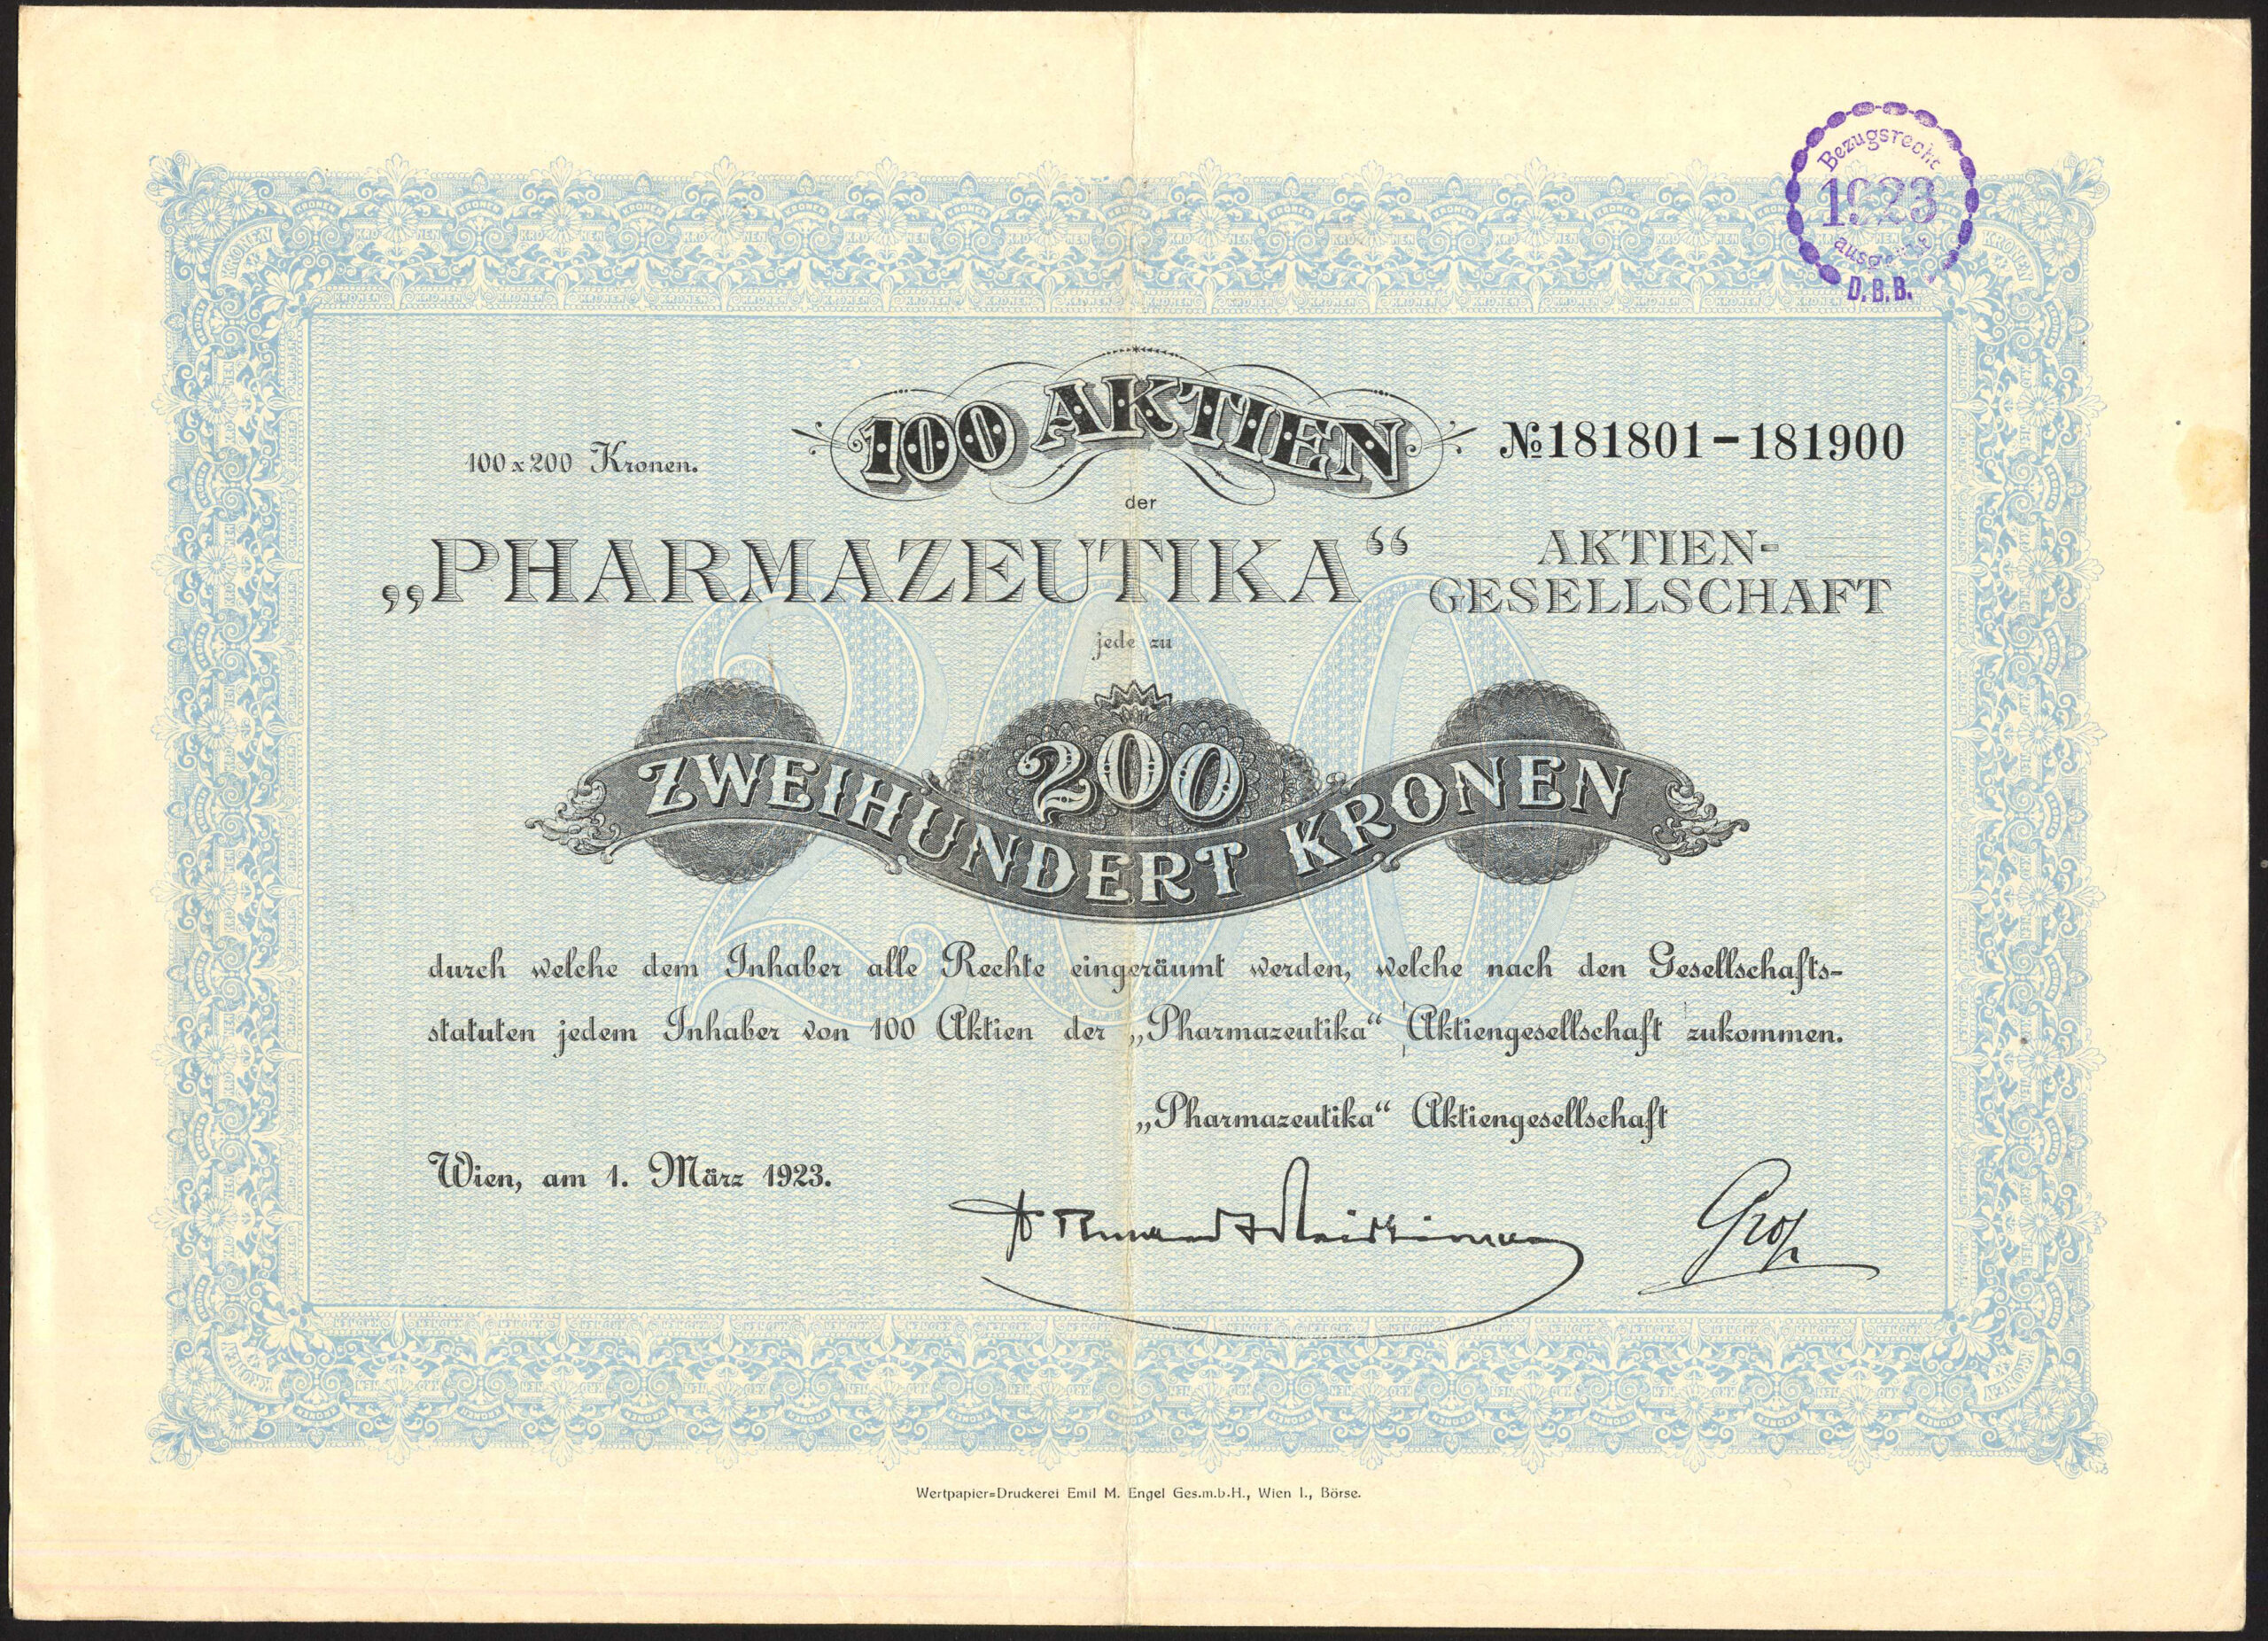 Bezugsrecht
1923
D. B. B.
100 AKTIEN
100 x 200 Kronen.
№ 181801-181900
der
„PHARMAZEUTIKA“ AKTIEN-
GESELLSCHAFT
jede zu
200
ZWEIHUNDERT KRONEN
durch welche dem Inhaber alle Rechte eingeräumt werden, welche nach den Gesellschafts-
statuten jedem Inhaber von 100 Aktien der „Pharmazeutika“ Aktiengesellschaft zukommen.
„Pharmazeutika“ Aktiengesellschaft
Wien, am 1. März 1923.
Wertpapier=Druckerei Emil M. Engel Ges.m.b.H., Wien I., Börse.